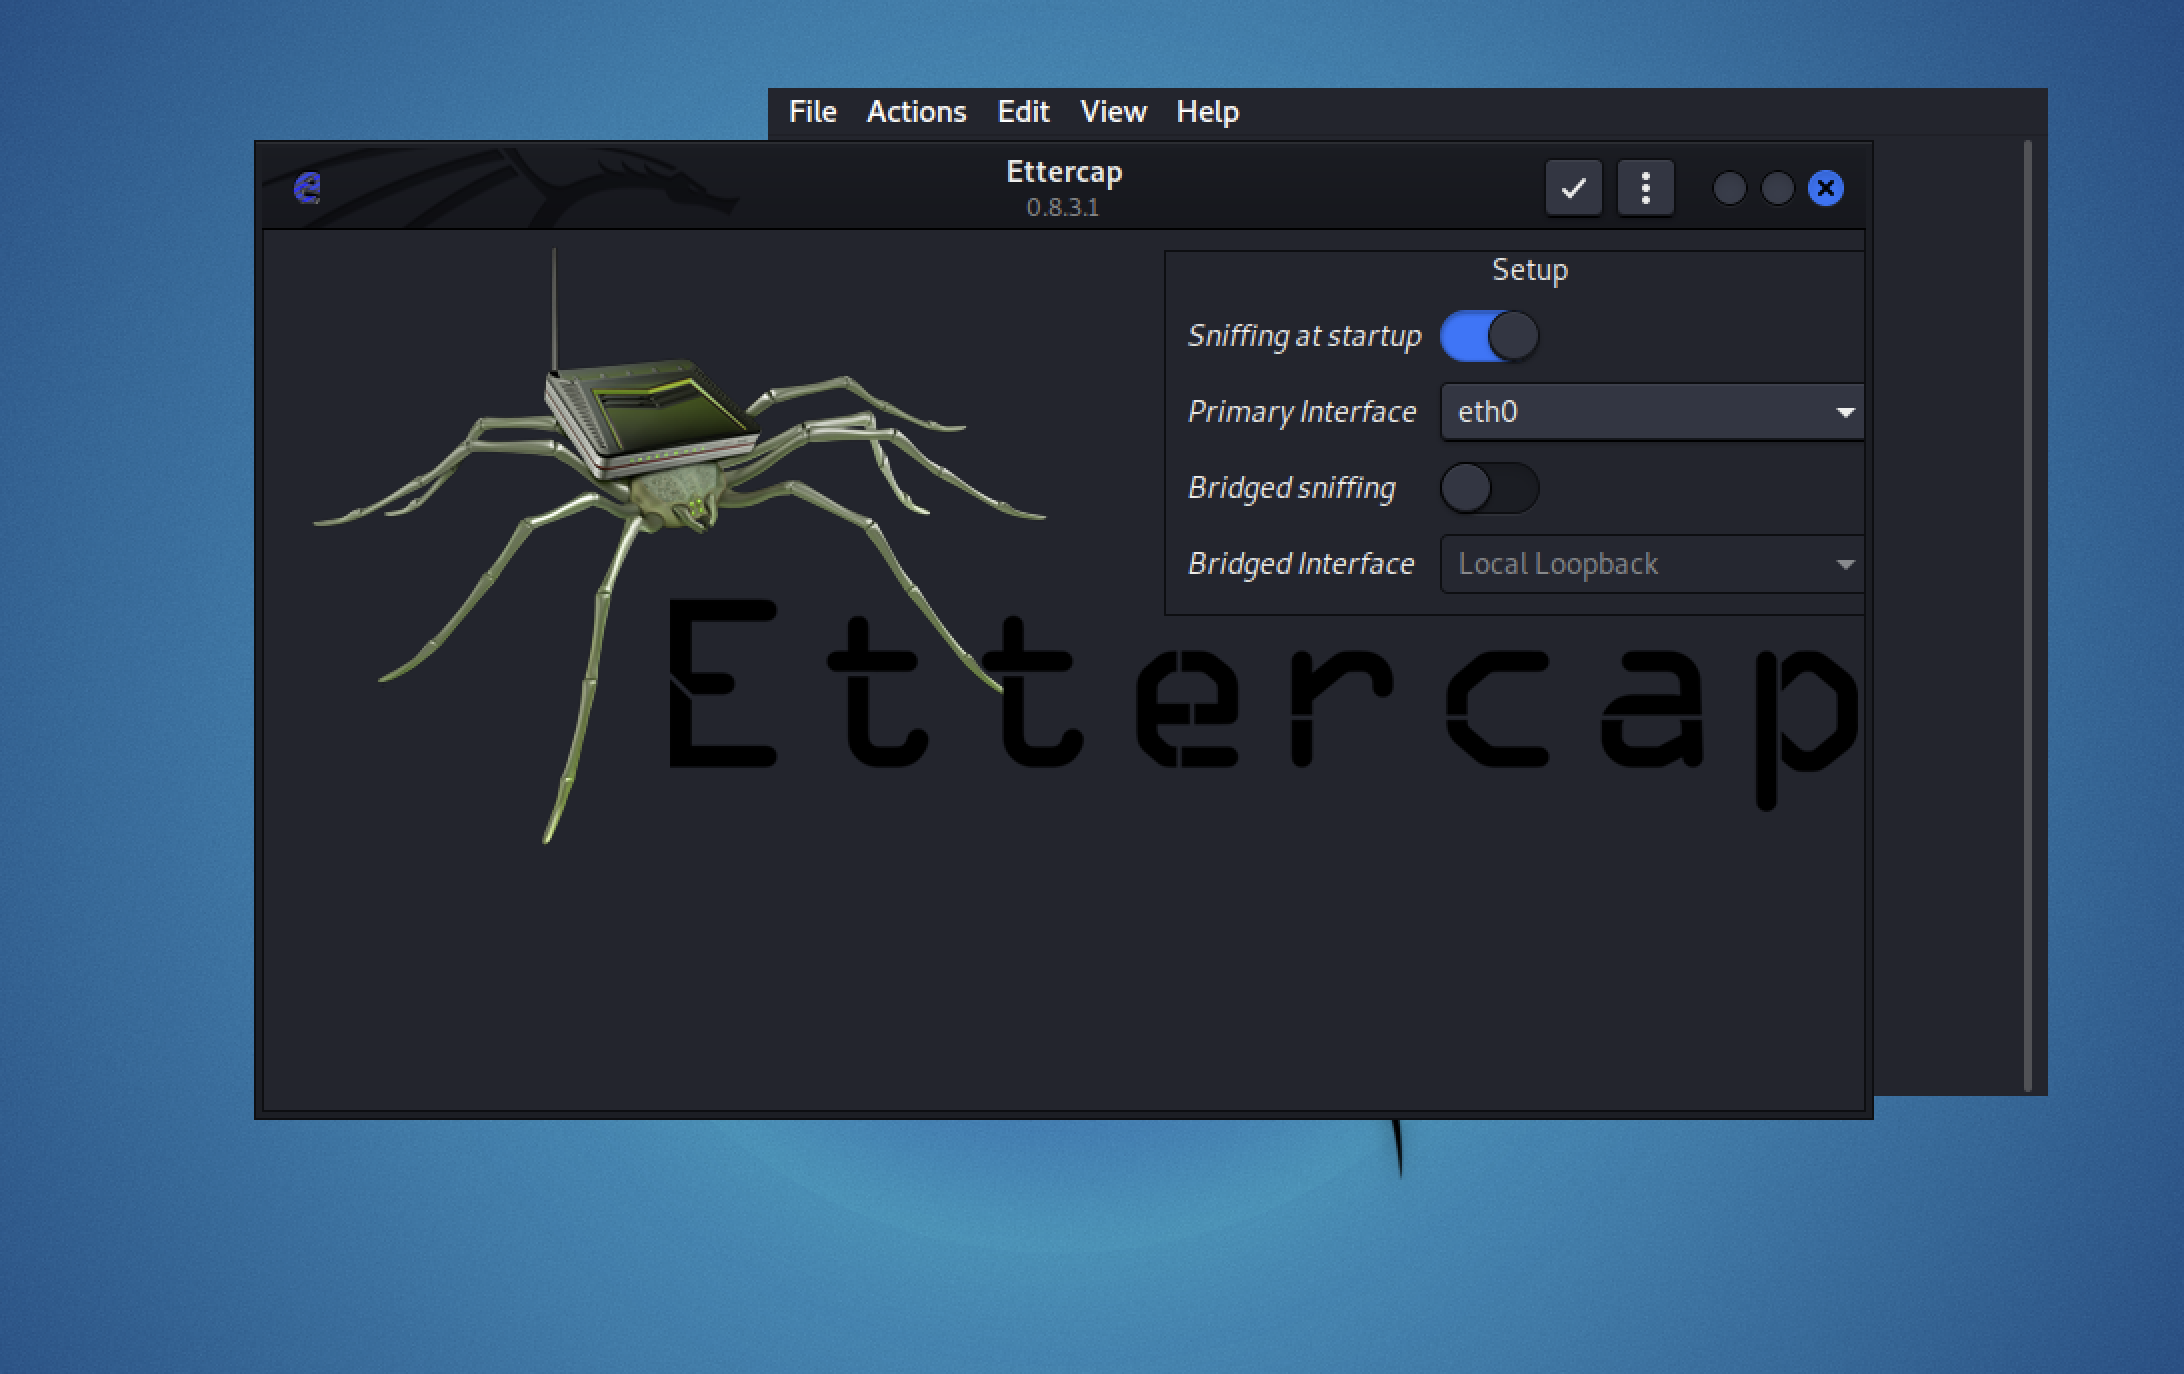 File Actions Edit View Help
Ettercap
0.8.3.1
Setup
Sniffing at startup
Primary Interface eth0
Bridged sniffing
Bridged Interface Local Loopback
Ettercap